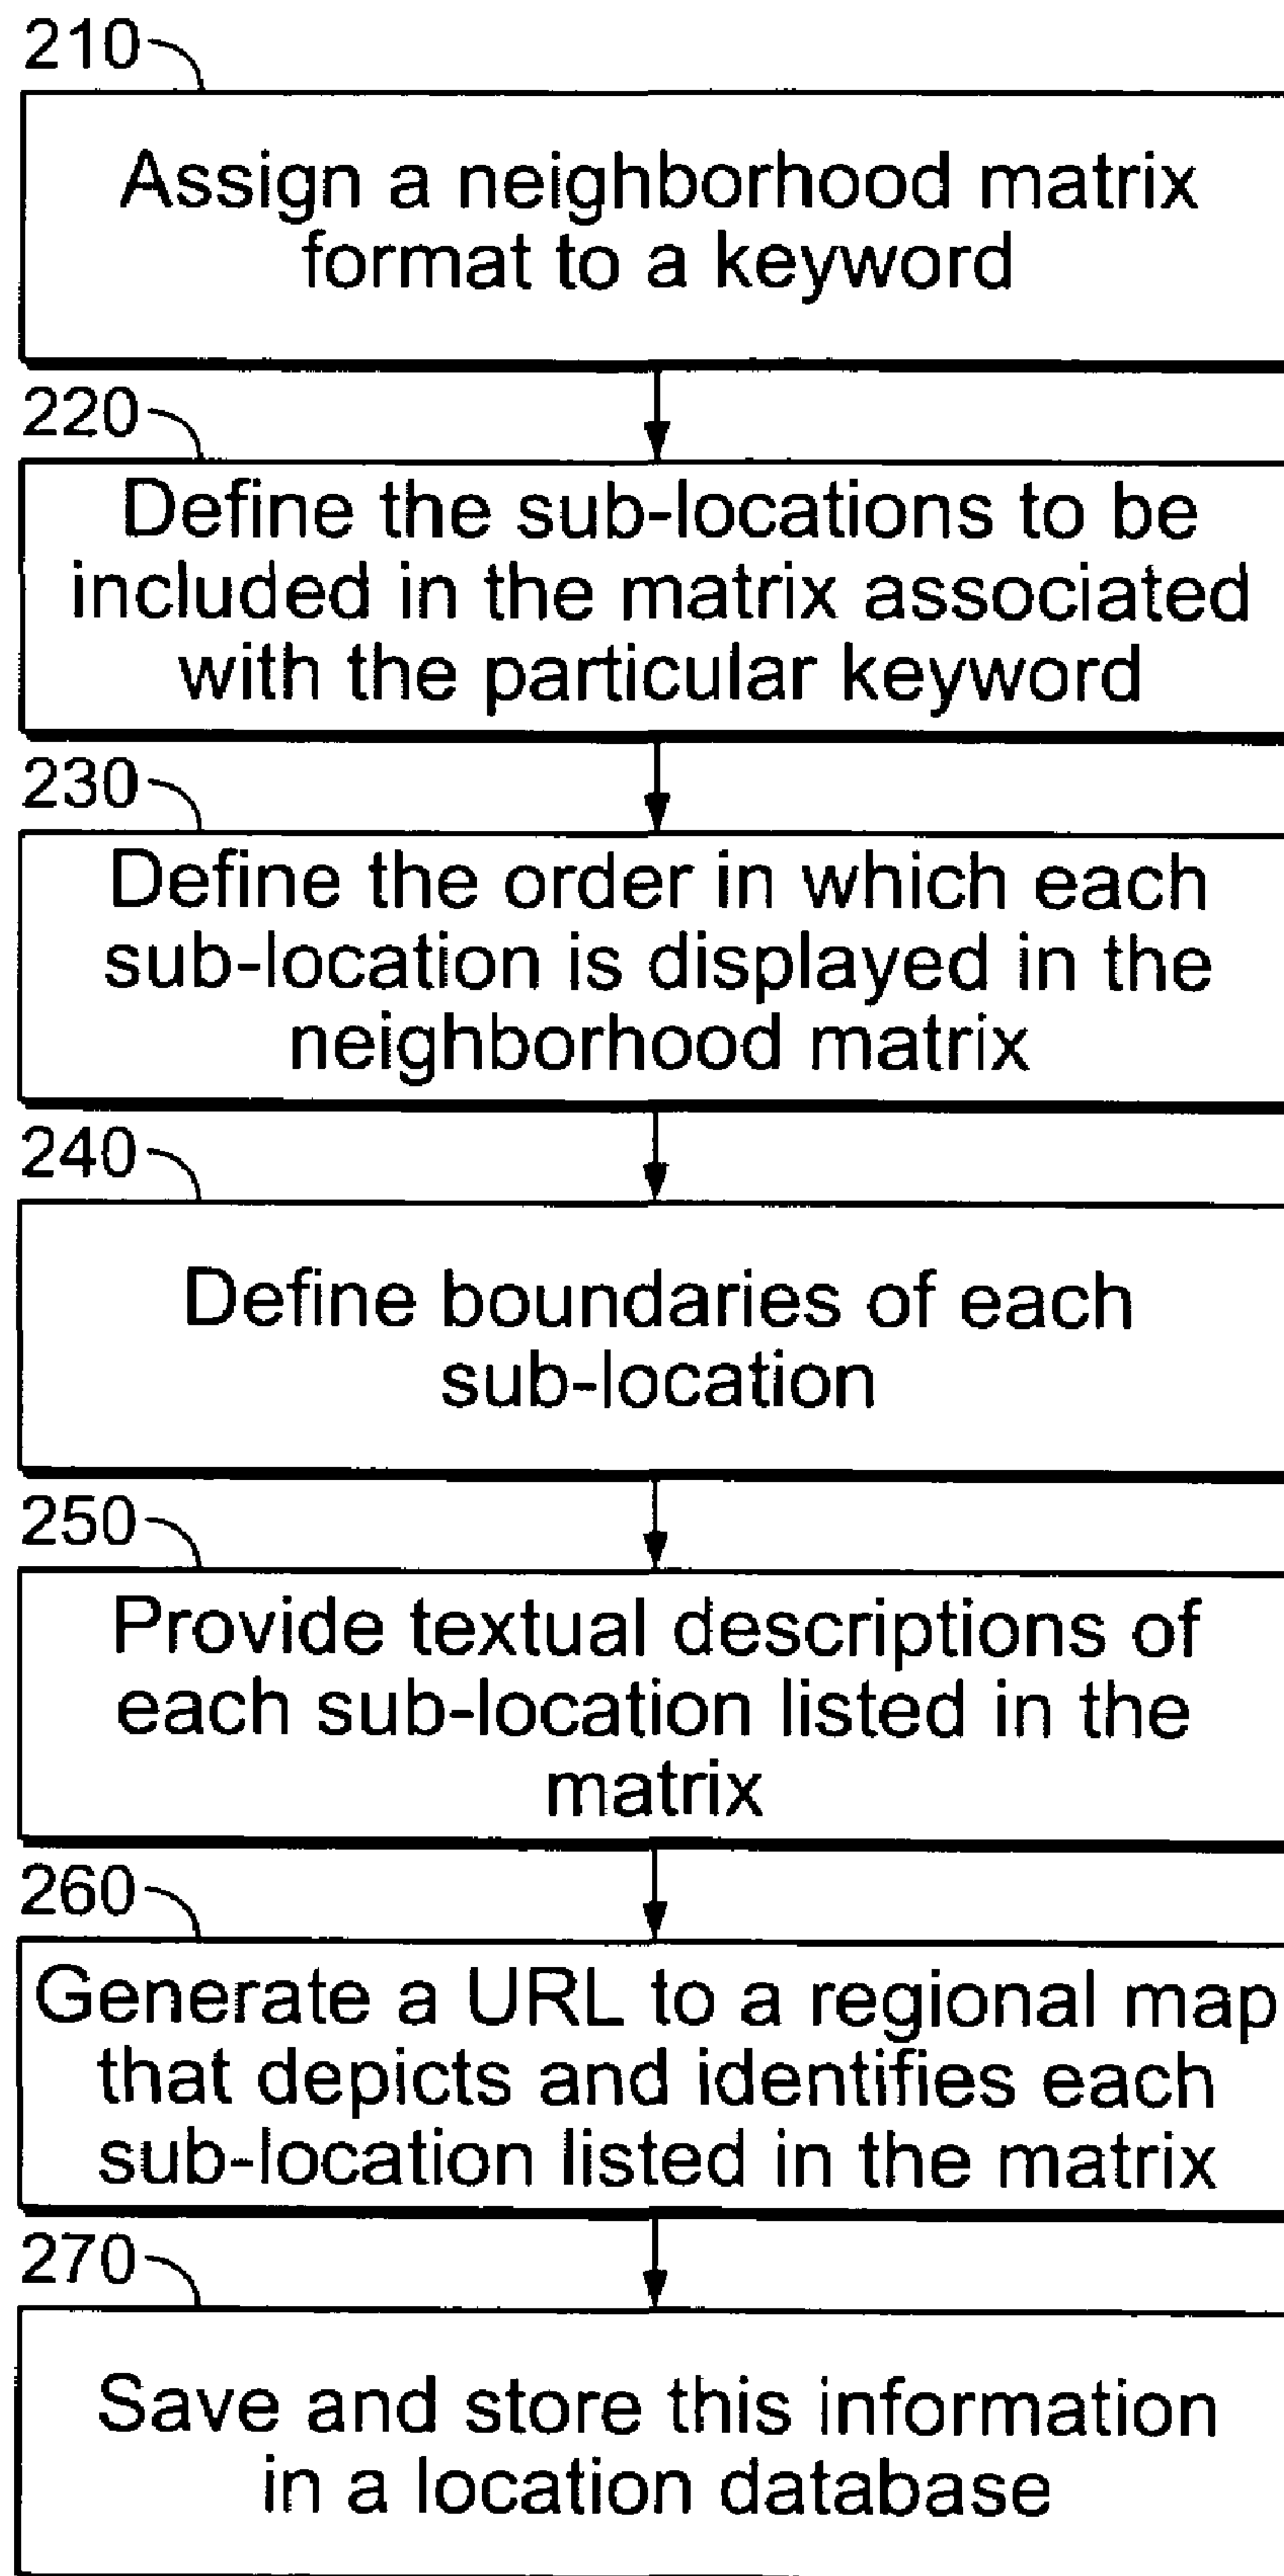 210
Assign a neighborhood matrix
format to a keyword
220
Define the sub-locations to be
included in the matrix associated
with the particular keyword
230
Define the order in which each
sub-location is displayed in the
neighborhood matrix
240
Define boundaries of each
sub-location
250
Provide textual descriptions of
each sub-location listed in the
matrix
260
Generate a URL to a regional map
that depicts and identifies each
sub-location listed in the matrix
270
Save and store this information
in a location database